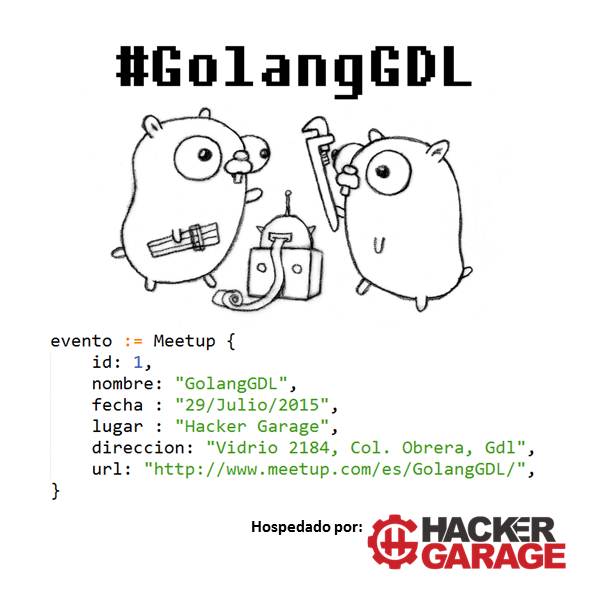 #GolangGDL
evento := Meetup {
    id: 1,
    nombre: "GolangGDL",
    fecha : "29/Julio/2015",
    lugar : "Hacker Garage",
    direccion: "Vidrio 2184, Col. Obrera, Gdl",
    url: "http://www.meetup.com/es/GolangGDL/",
}
Hospedado por:
HACKER
GARAGE